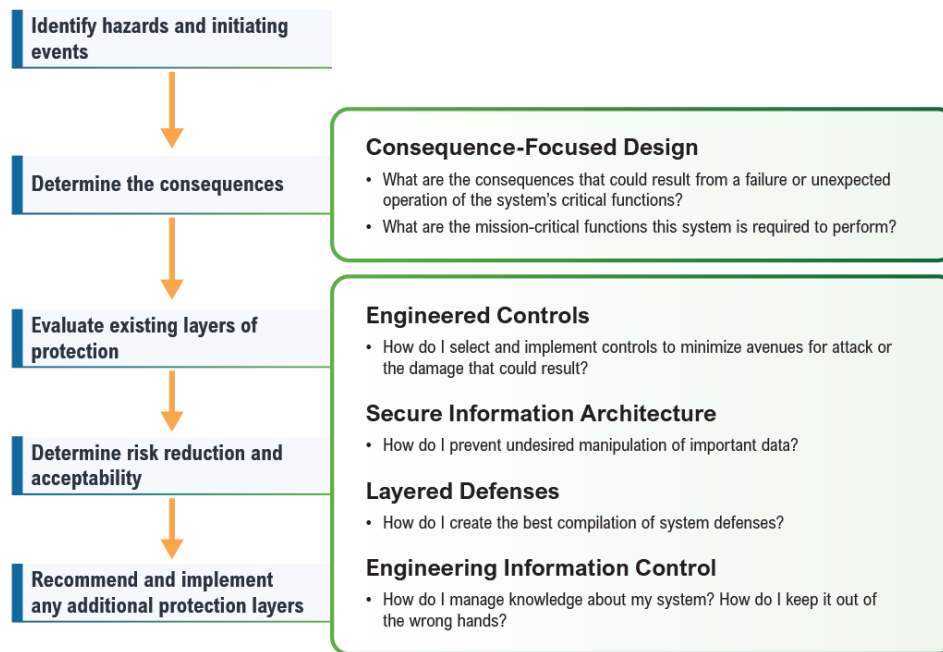 Identify hazards and initiating
events
Determine the consequences
Evaluate existing layers of
protection
Determine risk reduction and
acceptability
Recommend and implement
any additional protection layers
Consequence-Focused Design
• What are the consequences that could result from a failure or unexpected
operation of the system's critical functions?
• What are the mission-critical functions this system is required to perform?
Engineered Controls
• How do I select and implement controls to minimize avenues for attack or
the damage that could result?
Secure Information Architecture
• How do I prevent undesired manipulation of important data?
Layered Defenses
• How do I create the best compilation of system defenses?
Engineering Information Control
• How do I manage knowledge about my system? How do I keep it out of
the wrong hands?